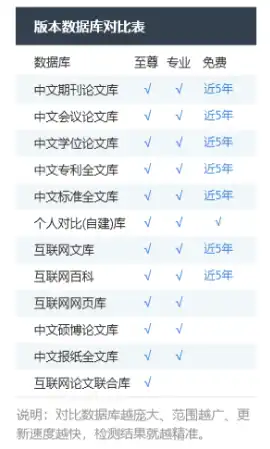 版本数据库对比表
数据库 至尊 专业 免费
中文期刊论文库 √ √ 近5年
中文会议论文库 √ √ 近5年
中文学位论文库 √ √ 近5年
中文专利全文库 √ √ 近5年
中文标准全文库 √ √ 近5年
个人对比(自建)库 √ √ √
互联网文库 √ √ 近5年
互联网百科 √ √ 近5年
互联网网页库 √ √
中文硕博论文库 √ √
中文报纸全文库 √ √
互联网论文联合库 √
说明：对比数据库越庞大、范围越广、更
新速度越快，检测结果就越精准。